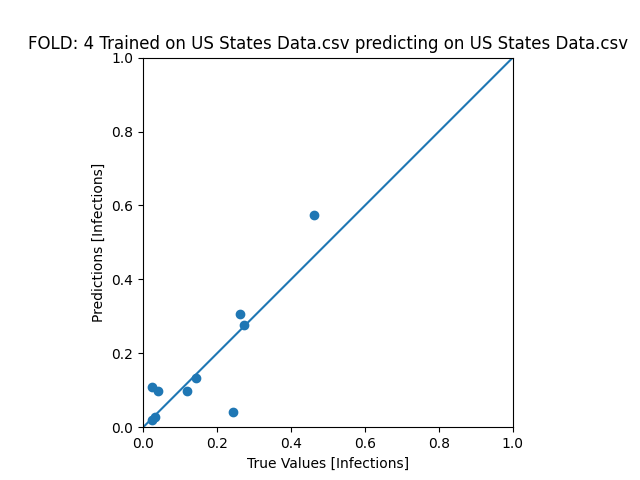 FOLD: 4 Trained on US States Data.csv predicting on US States Data.csv
1.0
0.8
0.6
0.4
0.2
0.0
Predictions [Infections]
0.0 0.2 0.4 0.6 0.8 1.0
True Values [Infections]